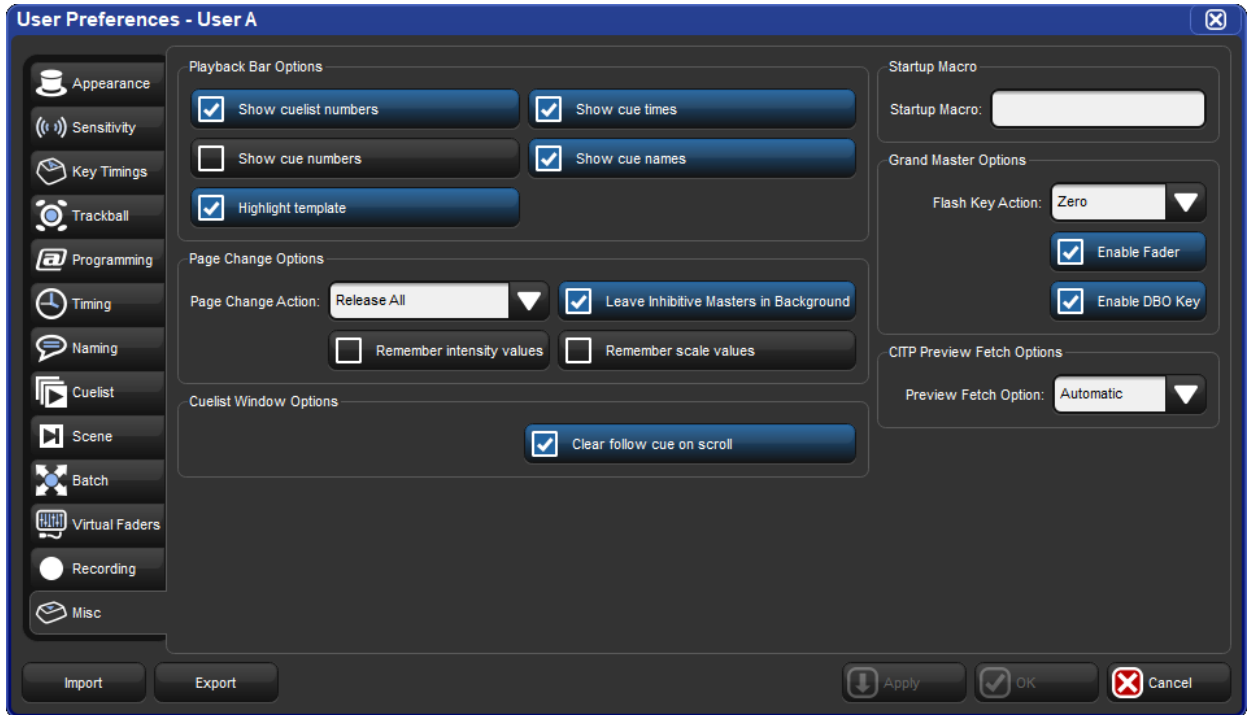 User Preferences - User A
Appearance
Sensitivity
Key Timings
Trackball
Programming
Timing
Naming
Cuelist
Scene
Batch
Virtual Faders
Recording
Misc
Playback Bar Options
Show cuelist numbers
Show cue times
Show cue numbers
Show cue names
Highlight template
Page Change Options
Page Change Action: Release All
Leave Inhibitive Masters in Background
Remember intensity values
Remember scale values
Cuelist Window Options
Clear follow cue on scroll
Startup Macro
Startup Macro:
Grand Master Options
Flash Key Action: Zero
Enable Fader
Enable DBO Key
CITP Preview Fetch Options
Preview Fetch Option: Automatic
Import
Export
Apply
OK
Cancel